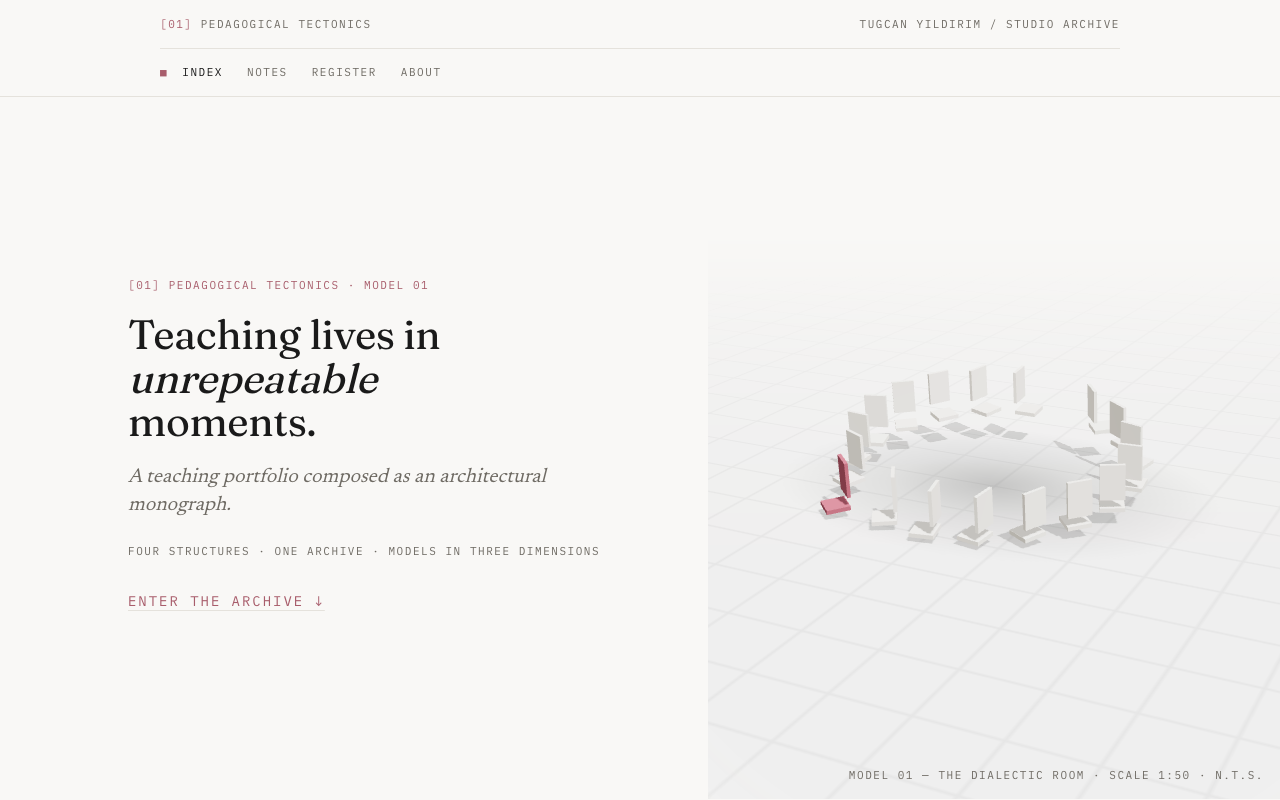 [01] PEDAGOGICAL TECTONICS
TUGCAN YILDIRIM / STUDIO ARCHIVE
INDEX NOTES REGISTER ABOUT
[01] PEDAGOGICAL TECTONICS · MODEL 01
Teaching lives in
unrepeatable
moments.
A teaching portfolio composed as an architectural
monograph.
FOUR STRUCTURES · ONE ARCHIVE · MODELS IN THREE DIMENSIONS
ENTER THE ARCHIVE ↓
MODEL 01 — THE DIALECTIC ROOM · SCALE 1:50 · N.T.S.